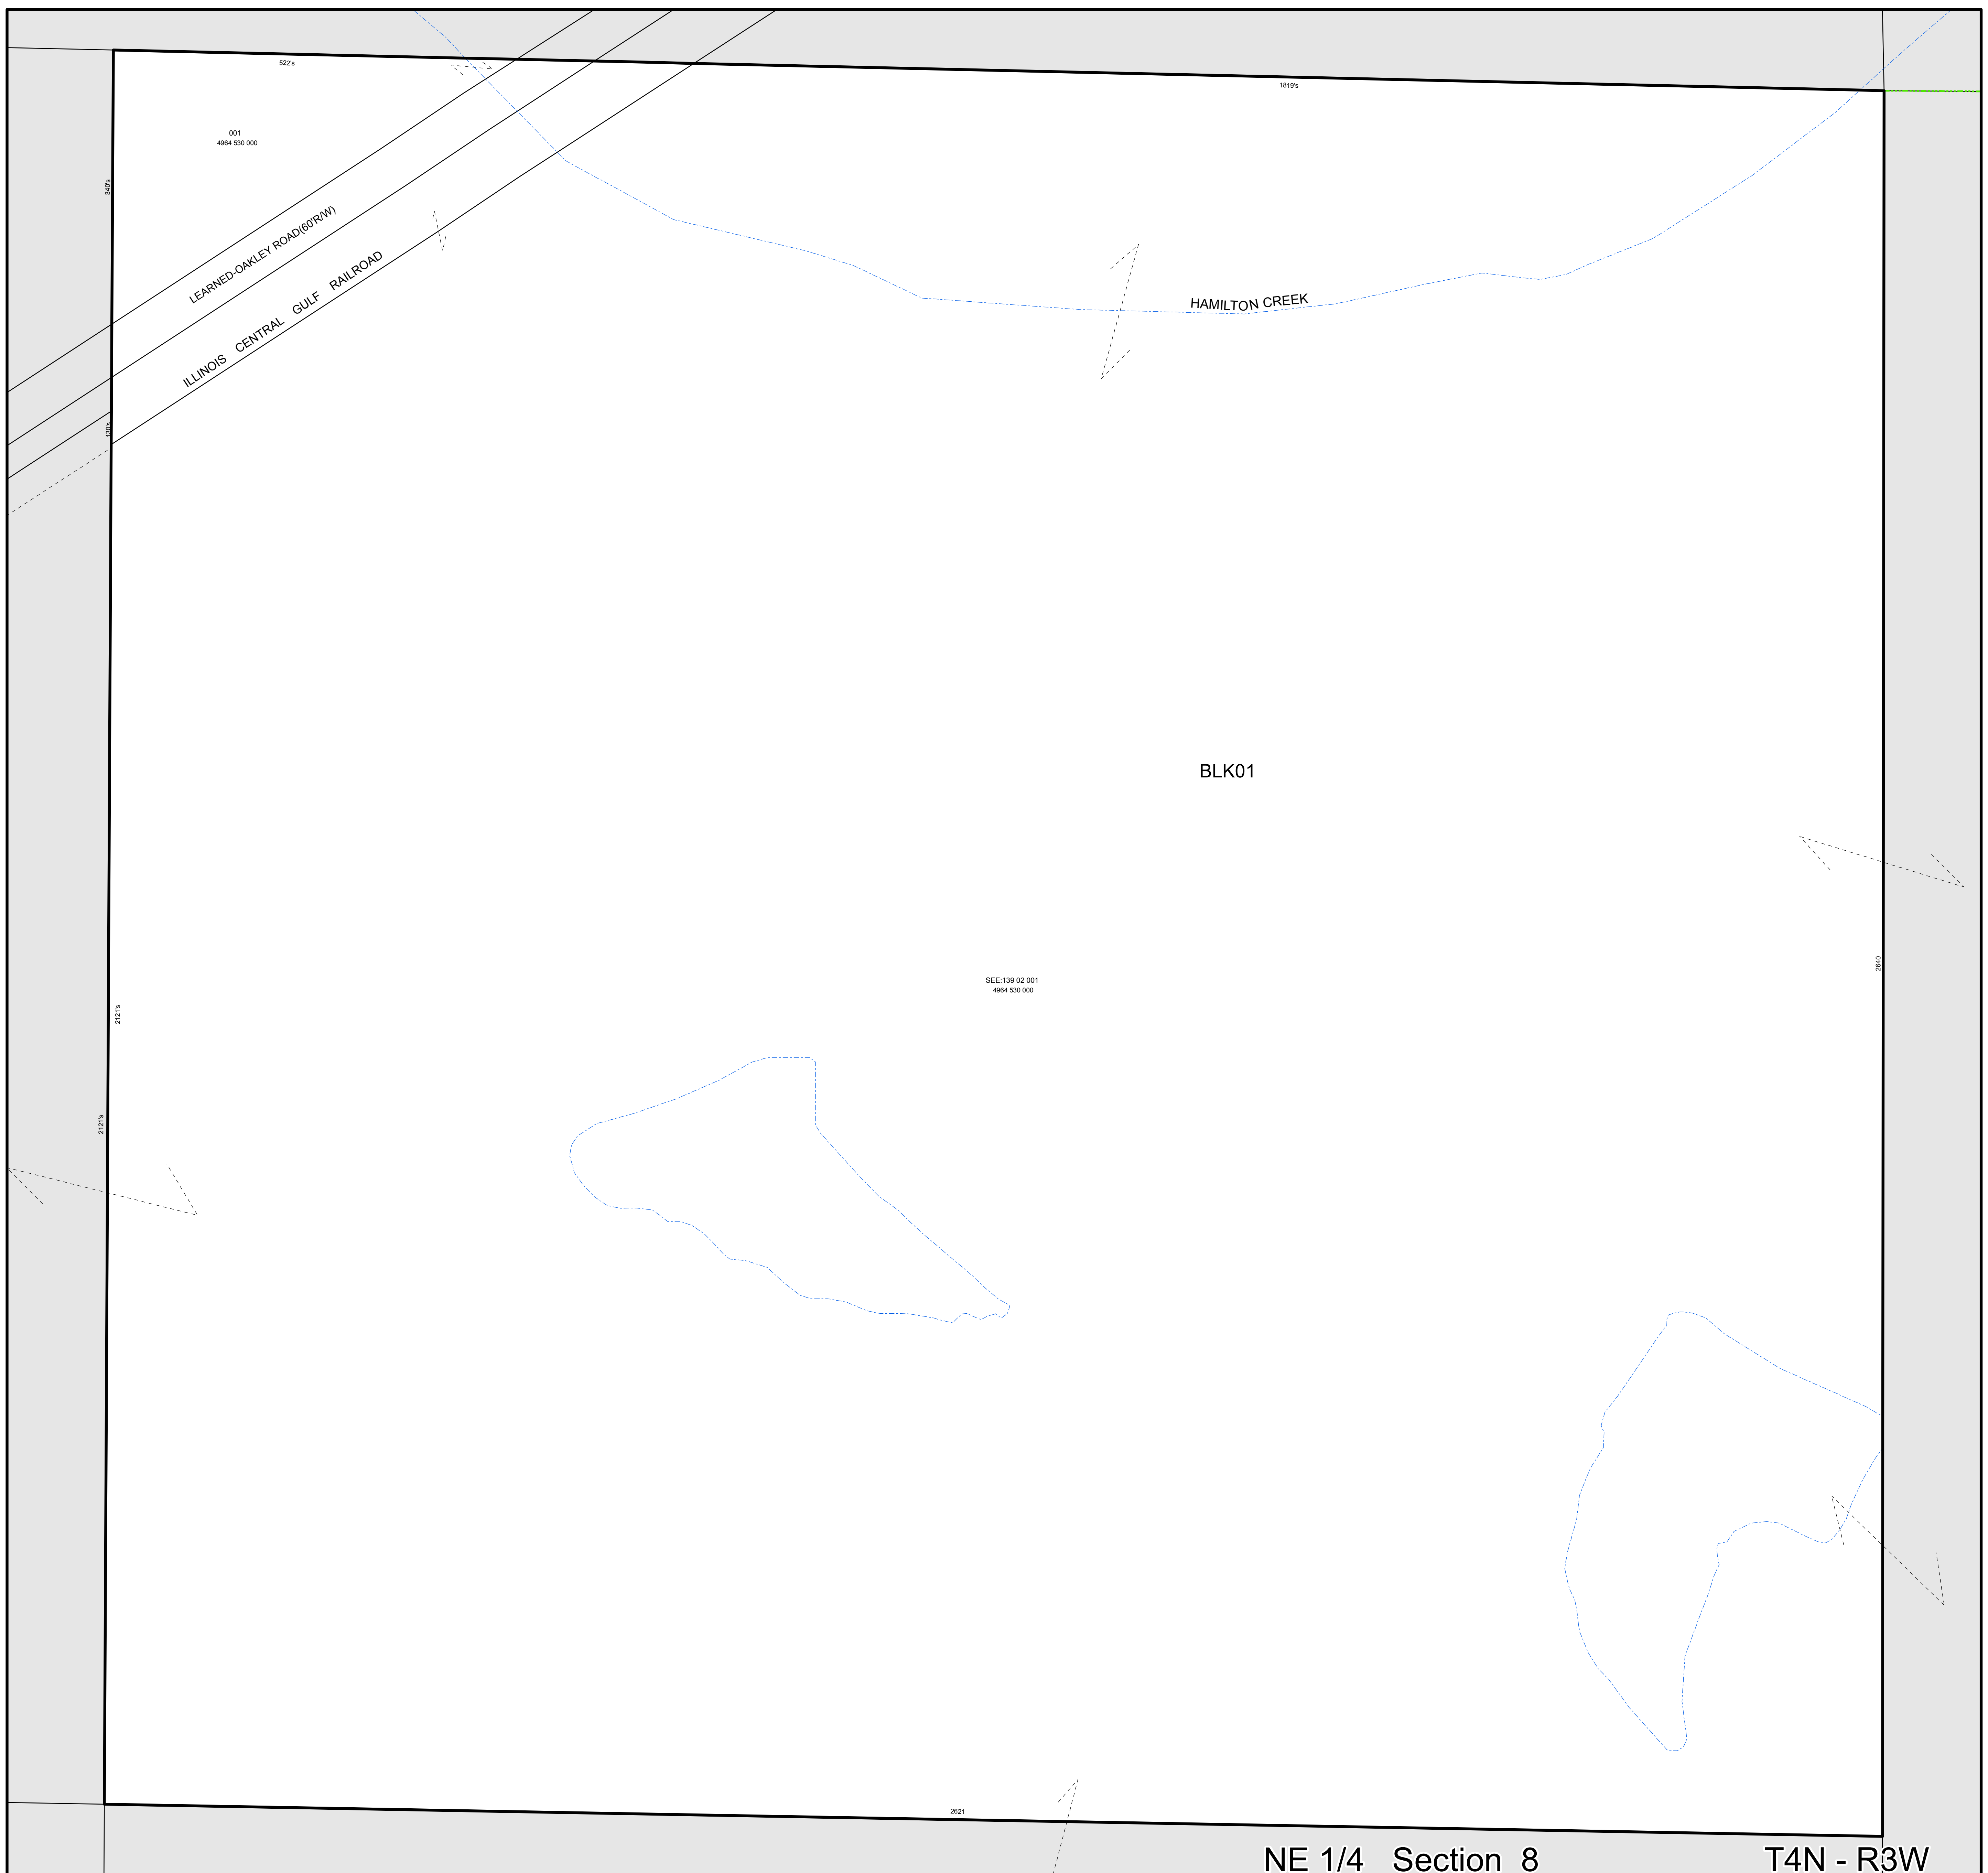 522's
1819's
001
4964 530 000
340's
LEARNED-OAKLEY ROAD(60'R/W)
ILLINOIS CENTRAL GULF RAILROAD
HAMILTON CREEK
130's
BLK01
2640
SEE:139 02 001
4964 530 000
2121's
2121's
2621
NE 1/4 Section 8
T4N - R3W